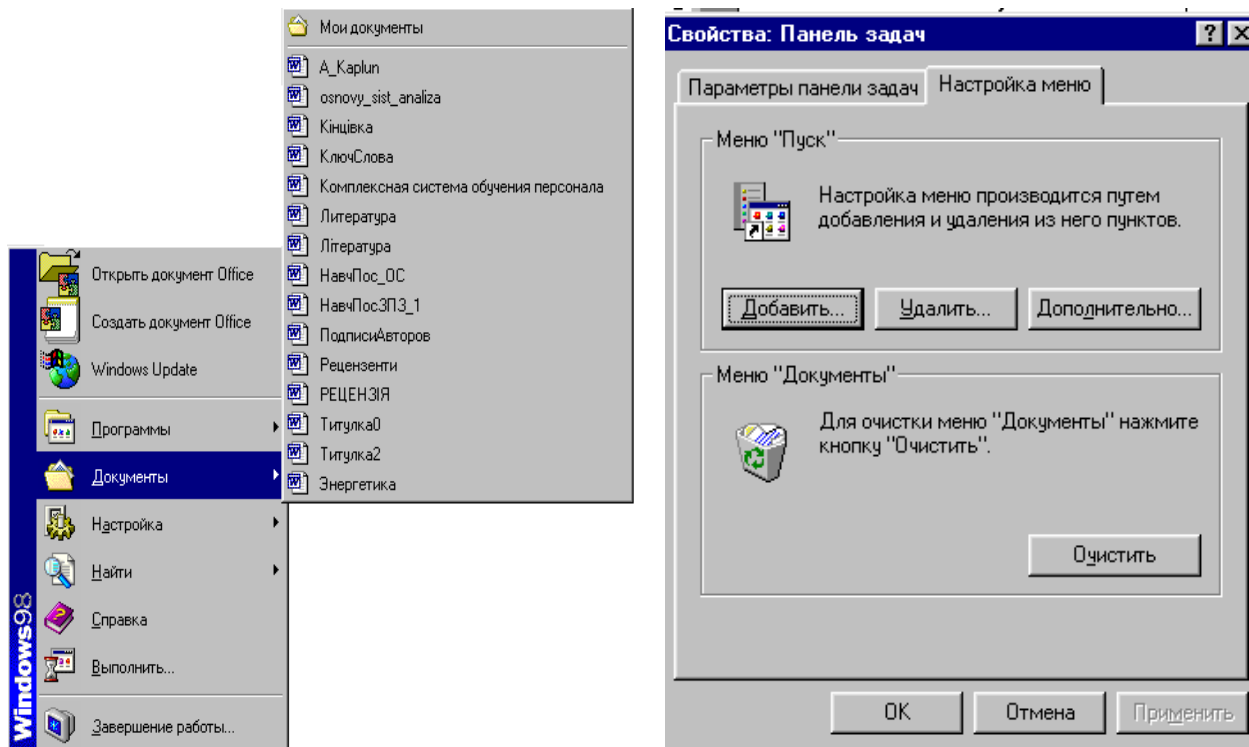 Мои документы
A_Kaplun
osnovy_sist_analiza
Кінцівка
КлючСлова
Комплексная система обучения персонала
Литература
Література
НавчПос_ОС
НавчПосЗПЗ_1
ПодписиАвторов
Рецензенти
РЕЦЕНЗІЯ
Титулка0
Титулка2
Энергетика
Открыть документ Office
Создать документ Office
Windows Update
Программы
Документы
Настройка
Найти
Справка
Выполнить...
Завершение работы...
Windows98
Свойства: Панель задач
Параметры панели задач Настройка меню
Меню "Пуск"
Настройка меню производится путем
добавления и удаления из него пунктов.
Добавить... Удалить... Дополнительно...
Меню "Документы"
Для очистки меню "Документы" нажмите
кнопку "Очистить".
Очистить
OK Отмена Применить